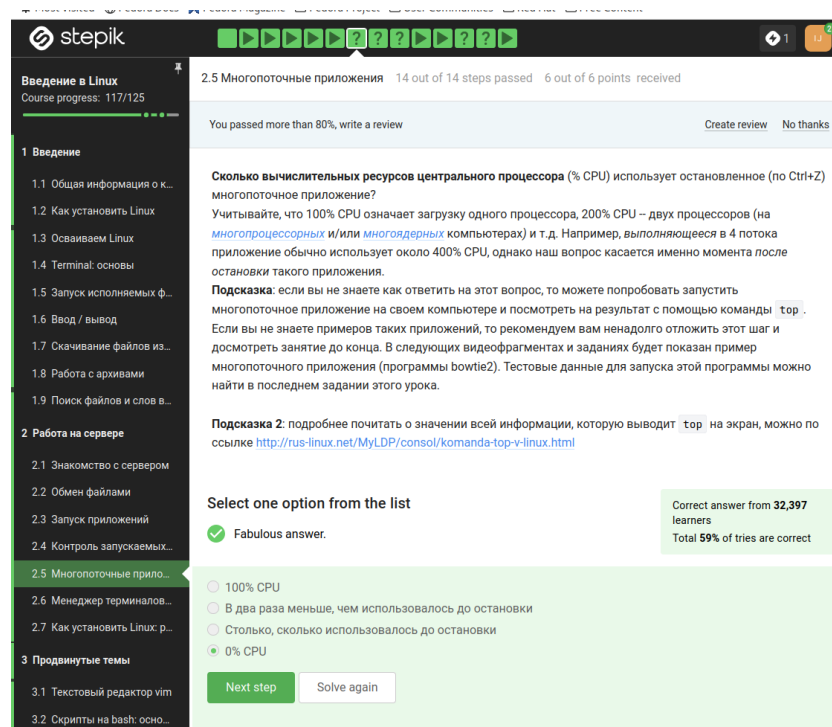 stepik
1
2
Введение в Linux
Course progress: 117/125
1 Введение
1.1 Общая информация о к...
1.2 Как установить Linux
1.3 Осваиваем Linux
1.4 Terminal: основы
1.5 Запуск исполняемых ф...
1.6 Ввод / вывод
1.7 Скачивание файлов из...
1.8 Работа с архивами
1.9 Поиск файлов и слов в...
2 Работа на сервере
2.1 Знакомство с сервером
2.2 Обмен файлами
2.3 Запуск приложений
2.4 Контроль запускаемых...
2.5 Многопоточные прило...
2.6 Менеджер терминалов...
2.7 Как установить Linux: р...
3 Продвинутые темы
3.1 Текстовый редактор vim
3.2 Скрипты на bash: осно...
2.5 Многопоточные приложения 14 out of 14 steps passed 6 out of 6 points received
You passed more than 80%, write a review Create review No thanks
Сколько вычислительных ресурсов центрального процессора (% CPU) использует остановленное (по Ctrl+Z)
многопоточное приложение?
Учитывайте, что 100% CPU означает загрузку одного процессора, 200% CPU -- двух процессоров (на
многопроцессорных и/или многоядерных компьютерах) и т.д. Например, выполняющееся в 4 потока
приложение обычно использует около 400% CPU, однако наш вопрос касается именно момента после
остановки такого приложения.
Подсказка: если вы не знаете как ответить на этот вопрос, то можете попробовать запустить
многопоточное приложение на своем компьютере и посмотреть на результат с помощью команды top .
Если вы не знаете примеров таких приложений, то рекомендуем вам ненадолго отложить этот шаг и
досмотреть занятие до конца. В следующих видеофрагментах и заданиях будет показан пример
многопоточного приложения (программы bowtie2). Тестовые данные для запуска этой программы можно
найти в последнем задании этого урока.
Подсказка 2: подробнее почитать о значении всей информации, которую выводит top на экран, можно по
ссылке http://rus-linux.net/MyLDP/consol/komanda-top-v-linux.html
Select one option from the list
Fabulous answer.
Correct answer from 32,397
learners
Total 59% of tries are correct
100% CPU
В два раза меньше, чем использовалось до остановки
Столько, сколько использовалось до остановки
0% CPU
Next step Solve again